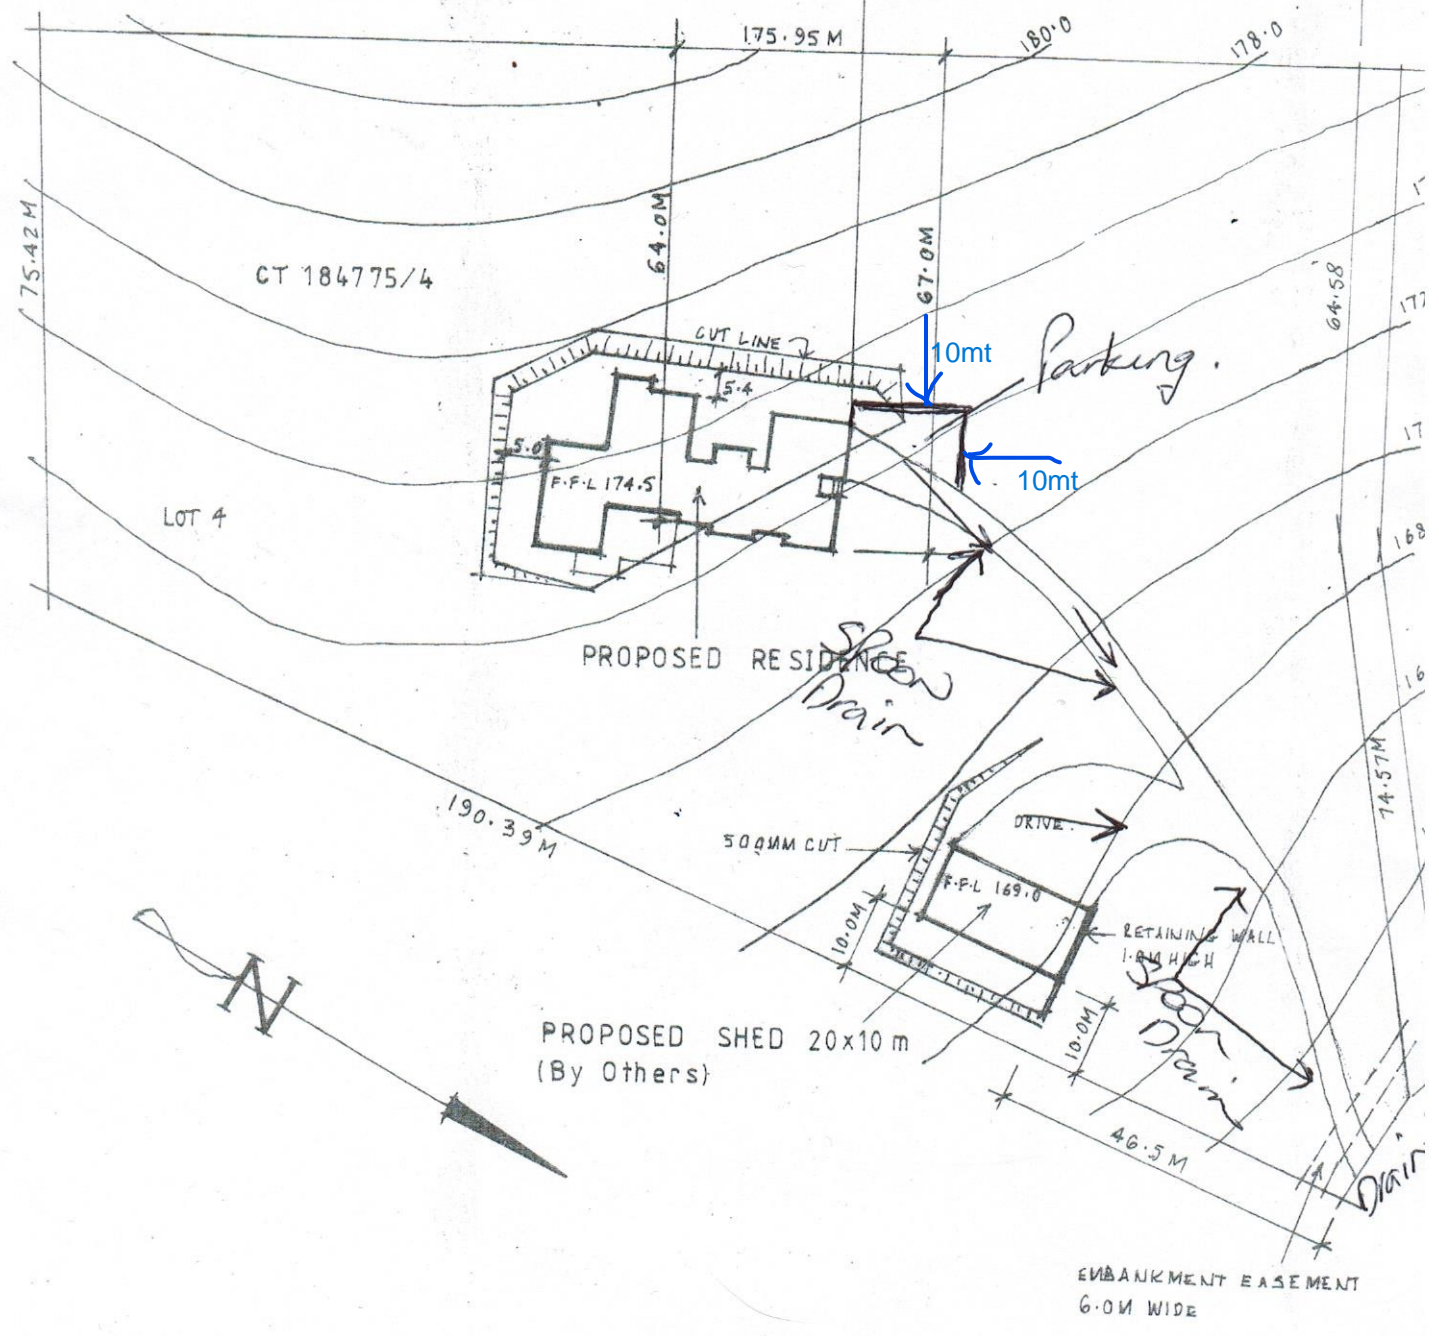 175.95M
180.0
178.0
75.42M
64.0M
67.0M
64.58
CT 184775/4
CUT LINE
10mt
Parking.
5.4
5.0
F.F.L 174.5
10mt
LOT 4
168
PROPOSED RESIDENCE
Spoon
Drain
190.39M
74.57M
500MM CUT
DRIVE.
F.F.L 169.0
10.0M
RETAINING WALL
1.0M HIGH
Spoon
Drain
N
PROPOSED SHED 20x10m
(By Others)
10.0M
46.5M
Drain
EMBANKMENT EASEMENT
6.0M WIDE